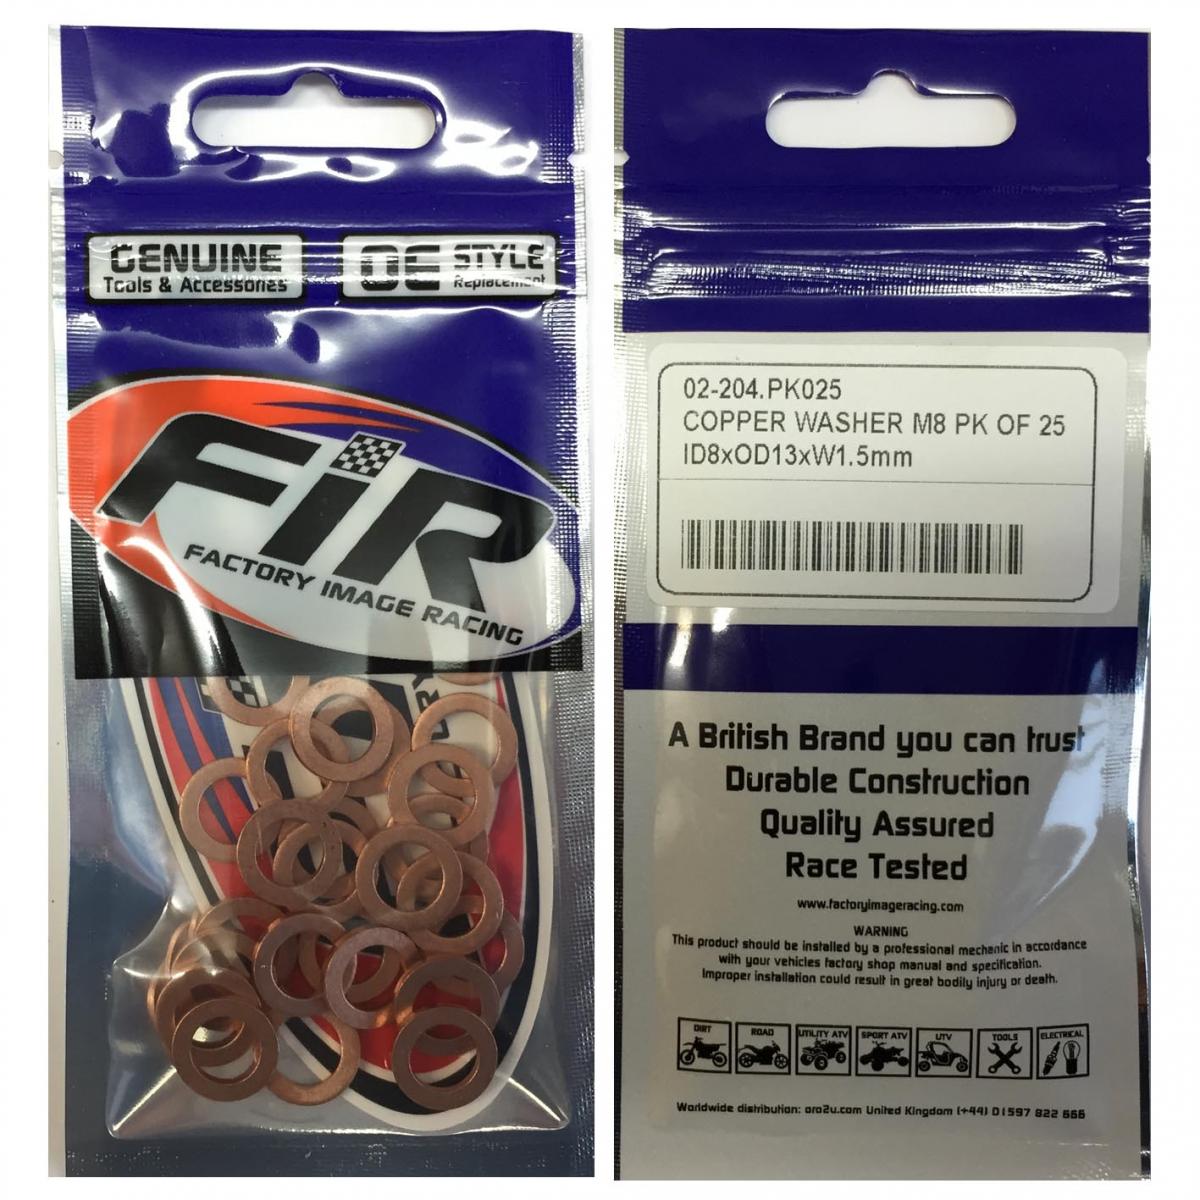 GENUINE
Tools & Accessories
OE STYLE
Replacement
FiR
FACTORY IMAGE RACING
02-204.PK025
COPPER WASHER M8 PK OF 25
ID8xOD13xW1.5mm
A British Brand you can trust
Durable Construction
Quality Assured
Race Tested
www.factoryimageracing.com
WARNING
This product should be installed by a professional mechanic in accordance
with your vehicles factory shop manual and specification.
Improper installation could result in great bodily injury or death.
DIRT ROAD UTILITY ATV SPORT ATV UTV TOOLS ELECTRICAL
Worldwide distribution: oro2u.com United Kingdom (+44) 01597 822 666